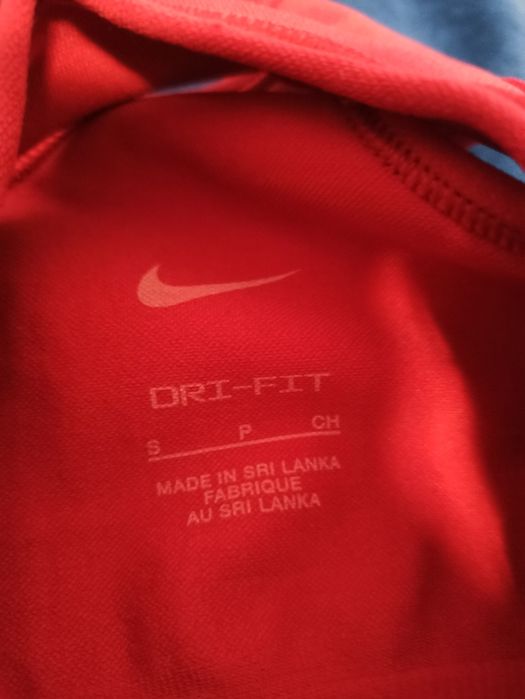 DRI-FIT
S P CH
MADE IN SRI LANKA
FABRIQUE
AU SRI LANKA